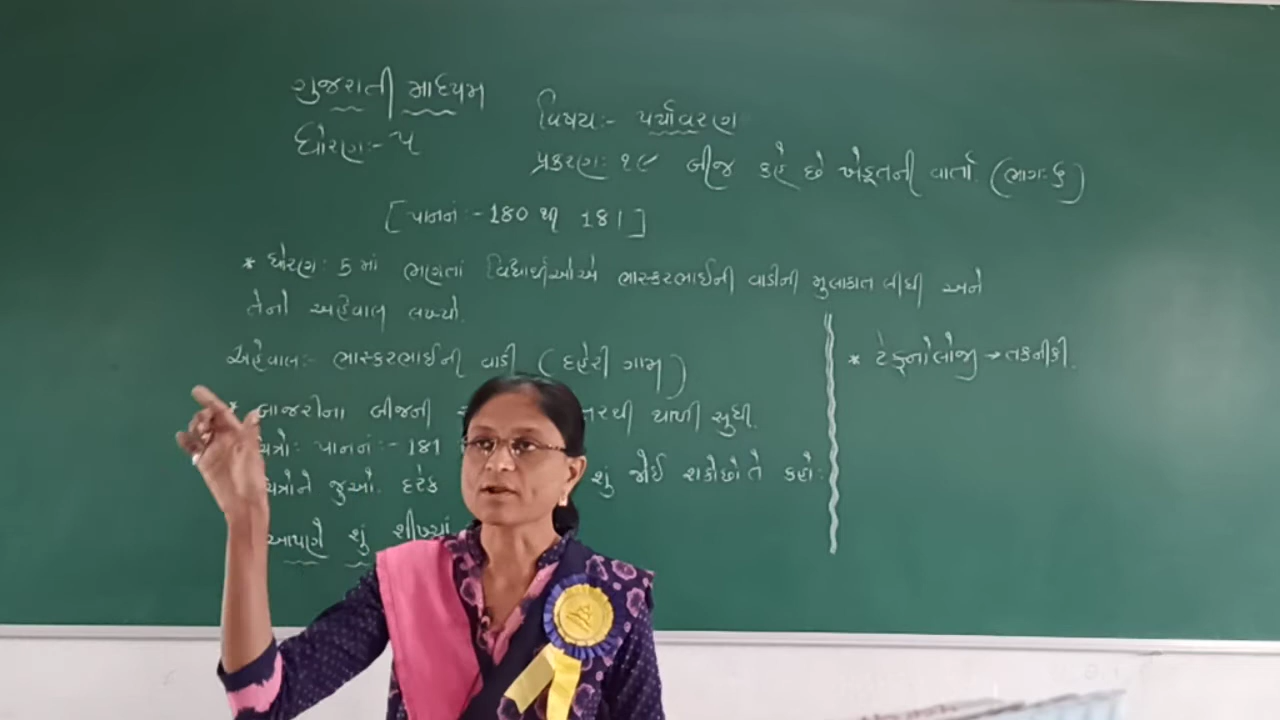 ગુજરાતી માધ્યમ
ધોરણ:- ૫
વિષય:- પર્યાવરણ
પ્રકરણ: ૧૯ બીજ કહે છે ખેડૂતની વાર્તા (ભાગ: ૬)
[પાનનં:- 180 થી 181]
* ધોરણ: ૬ માં ભણતાં વિદ્યાર્થીઓએ ભાસ્કરભાઈની વાડીની મુલાકાત લીધી અને
તેનો અહેવાલ લખ્યો.
અહેવાલ:- ભાસ્કરભાઈની વાડી (દહેરી ગામ)
* બાજરીના બીજની થાળી સુધી.
પાનનં:- 181
જુઓ. દરેક શું જોઈ શકોછો તે કહો:
આપણે શું શીખ્યાં
* ટેક્નોલોજી → તકનીકી.